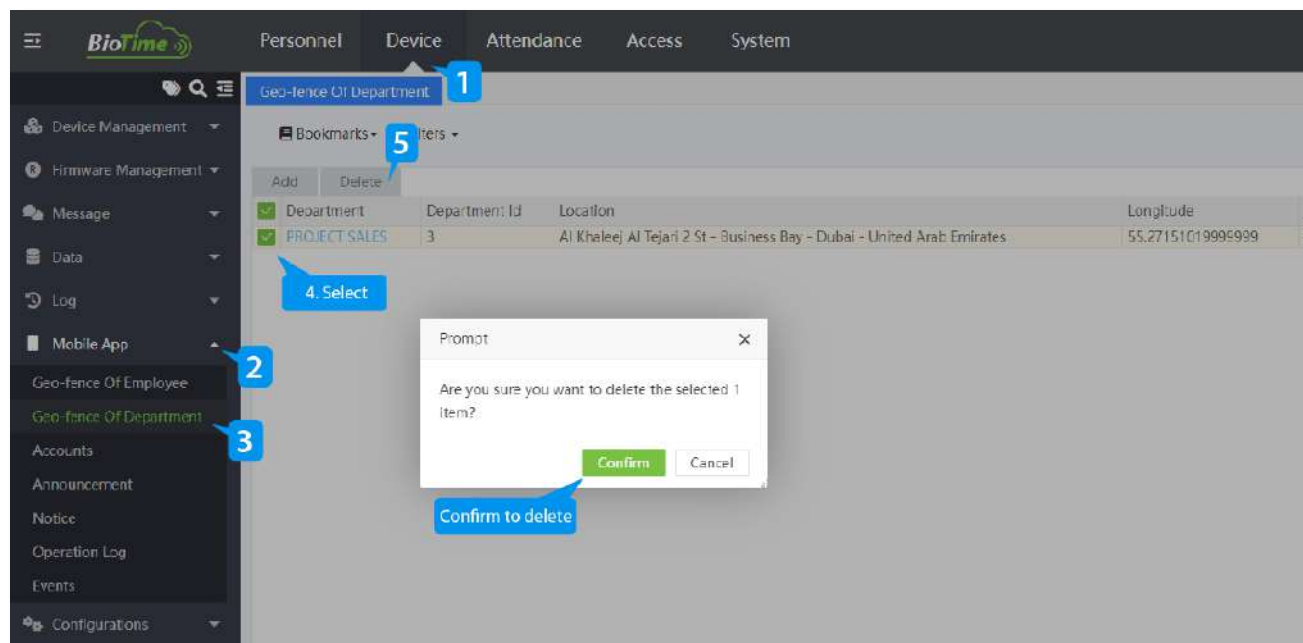 BioTime
Personnel Device Attendance Access System
1
Geo-fence Of Department
Device Management
Bookmarks
5
Firmware Management
Add Delete
Message
Department Department Id Location Longitude
PROJECT SALES 3 Al Khaleej Al Tejari 2 St - Business Bay - Dubai - United Arab Emirates 55.27151019999999
Data
4. Select
Log
Mobile App
2
Prompt
Geo-fence Of Employee
Are you sure you want to delete the selected 1
Item?
Geo-fence Of Department
3
Accounts
Confirm Cancel
Announcement
Notice
Confirm to delete
Operation Log
Events
Configurations